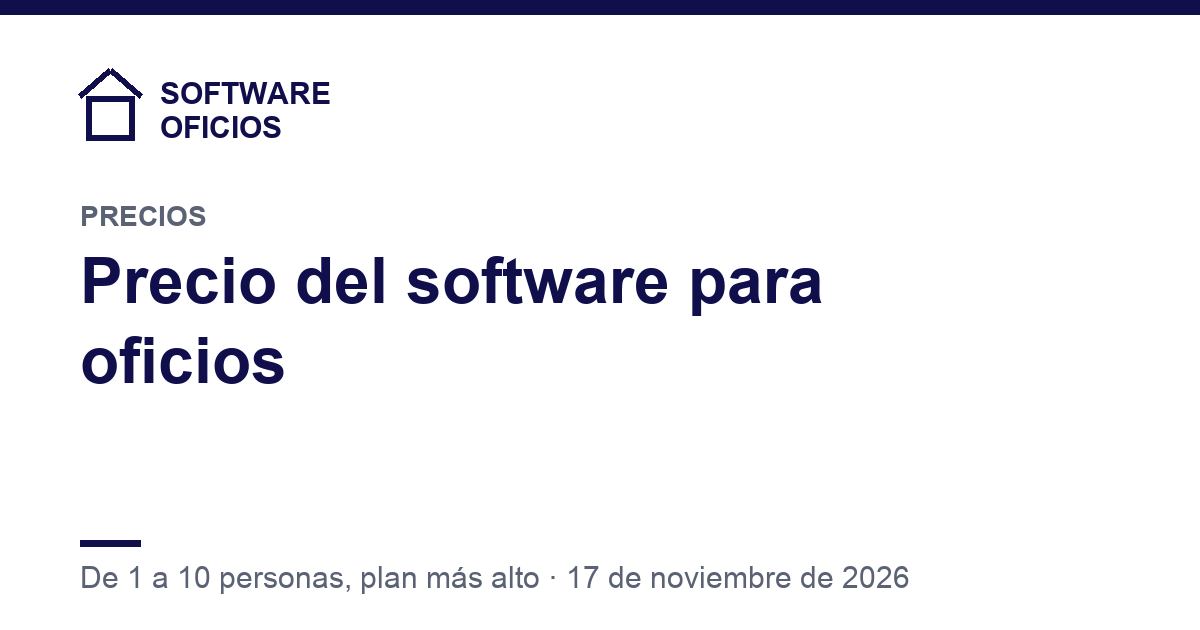 SOFTWARE
OFICIOS
PRECIOS
Precio del software para
oficios
De 1 a 10 personas, plan más alto · 17 de noviembre de 2026